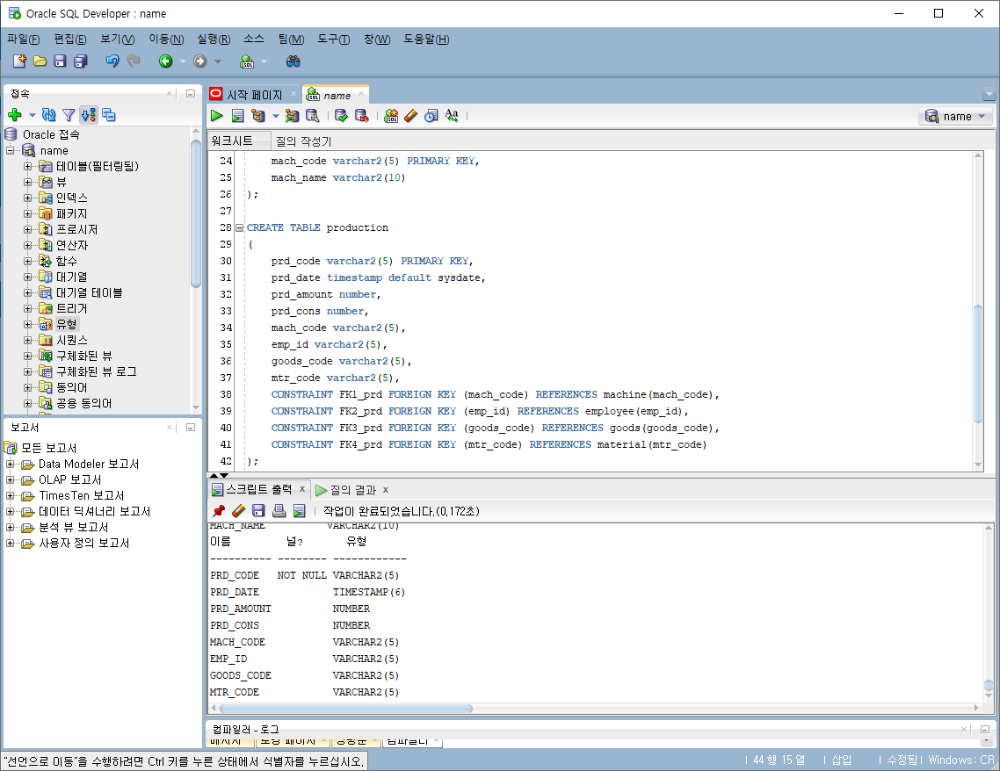 Oracle SQL Developer : name
파일(F) 편집(E) 보기(V) 이동(N) 실행(R) 소스 팀(M) 도구(T) 창(W) 도움말(H)
접속
Oracle 접속
name
테이블(필터링됨)
뷰
인덱스
패키지
프로시저
연산자
함수
대기열
대기열 테이블
트리거
유형
시퀀스
구체화된 뷰
구체화된 뷰 로그
동의어
공용 동의어
보고서
모든 보고서
Data Modeler 보고서
OLAP 보고서
TimesTen 보고서
데이터 딕셔너리 보고서
분석 뷰 보고서
사용자 정의 보고서
시작 페이지 name
name
워크시트 질의 작성기
24 mach_code varchar2(5) PRIMARY KEY,
25 mach_name varchar2(10)
26 );
27
28 CREATE TABLE production
29 (
30 prd_code varchar2(5) PRIMARY KEY,
31 prd_date timestamp default sysdate,
32 prd_amount number,
33 prd_cons number,
34 mach_code varchar2(5),
35 emp_id varchar2(5),
36 goods_code varchar2(5),
37 mtr_code varchar2(5),
38 CONSTRAINT FK1_prd FOREIGN KEY (mach_code) REFERENCES machine(mach_code),
39 CONSTRAINT FK2_prd FOREIGN KEY (emp_id) REFERENCES employee(emp_id),
40 CONSTRAINT FK3_prd FOREIGN KEY (goods_code) REFERENCES goods(goods_code),
41 CONSTRAINT FK4_prd FOREIGN KEY (mtr_code) REFERENCES material(mtr_code)
42 );
스크립트 출력 x 질의 결과 x
작업이 완료되었습니다.(0,172초)
MACH_NAME VARCHAR2(10)
이름 널? 유형
---------- -------- ------------
PRD_CODE NOT NULL VARCHAR2(5)
PRD_DATE TIMESTAMP(6)
PRD_AMOUNT NUMBER
PRD_CONS NUMBER
MACH_CODE VARCHAR2(5)
EMP_ID VARCHAR2(5)
GOODS_CODE VARCHAR2(5)
MTR_CODE VARCHAR2(5)
컴파일러 - 로그
메시지 로깅 페이지 컴파일러
"선언으로 이동"을 수행하려면 Ctrl 키를 누른 상태에서 식별자를 누르십시오.
44 행 15 열 삽입 수정됨 Windows: CR